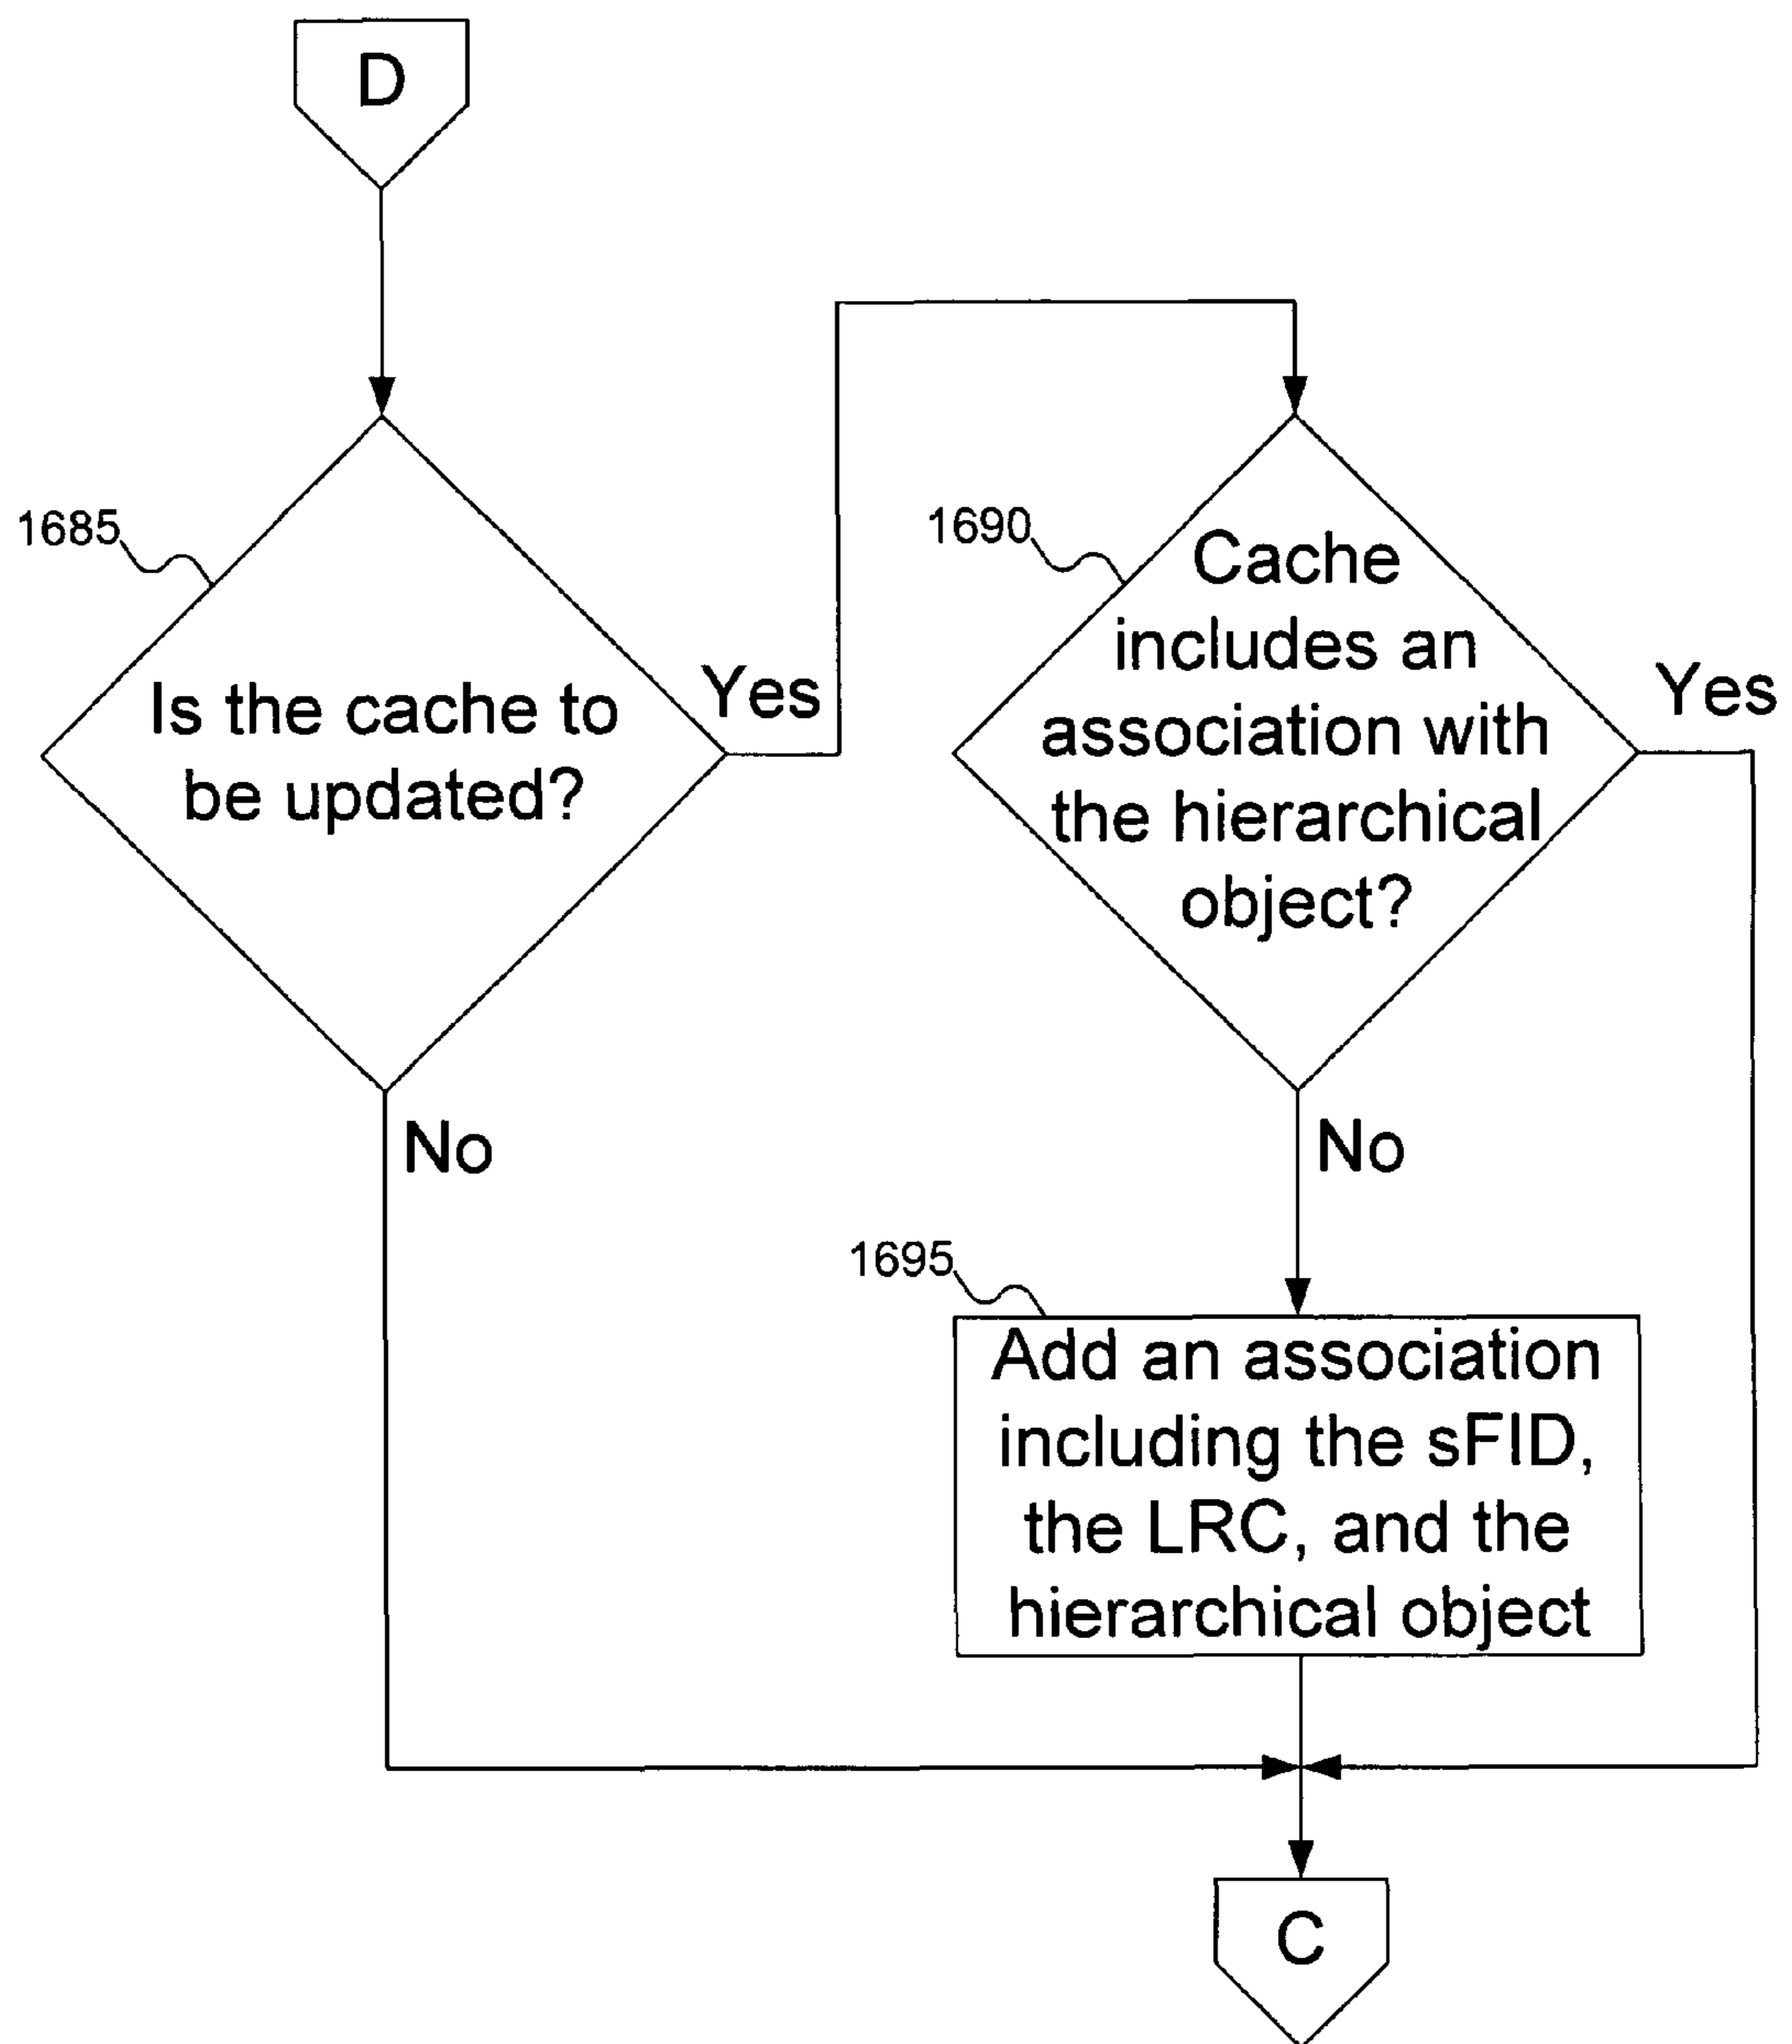 D
1685
Is the cache to
be updated?
Yes
No
1690
Cache
includes an
association with
the hierarchical
object?
Yes
No
1695
Add an association
including the sFID,
the LRC, and the
hierarchical object
C